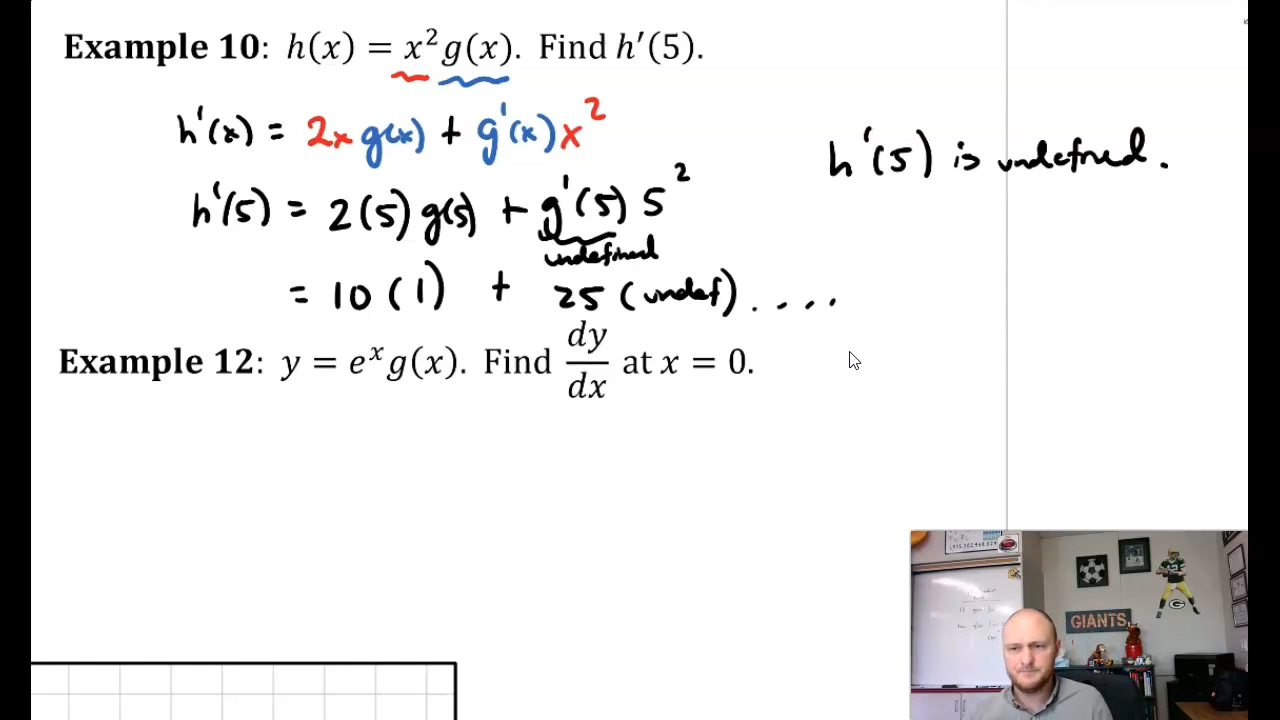 Example 10: h(x) = x²g(x). Find h′(5).
h'(x) = 2x g(x) + g'(x) x²
h'(5) is undefined.
h'(5) = 2(5) g(5) + g'(5) 5²
undefined
= 10(1) + 25(undef). . . .
Example 12: y = eˣg(x). Find dy/dx at x = 0.
GIANTS
G